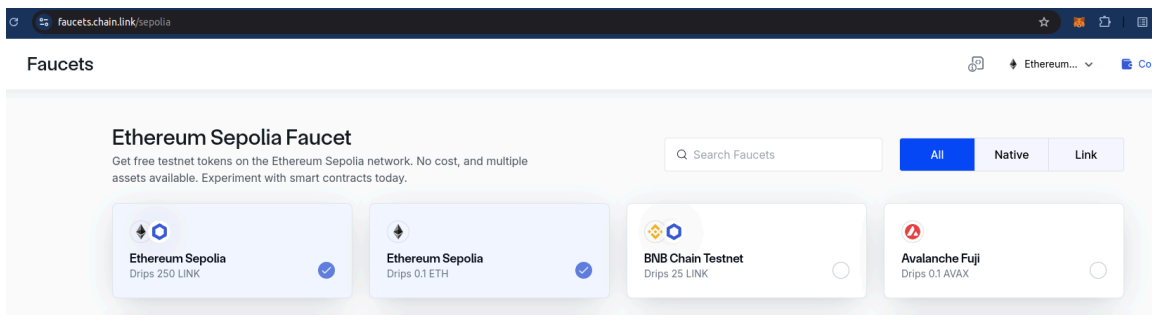 faucets.chain.link/sepolia
Faucets
Ethereum...
Co
Ethereum Sepolia Faucet
Get free testnet tokens on the Ethereum Sepolia network. No cost, and multiple
assets available. Experiment with smart contracts today.
Search Faucets
All
Native
Link
Ethereum Sepolia
Drips 250 LINK
Ethereum Sepolia
Drips 0.1 ETH
BNB Chain Testnet
Drips 25 LINK
Avalanche Fuji
Drips 0.1 AVAX